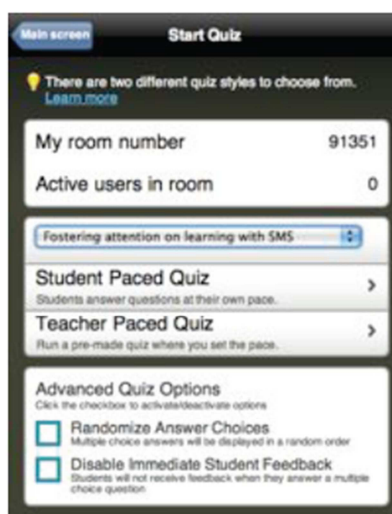 Main screen
Start Quiz
There are two different quiz styles to choose from.
Learn more
My room number 91351
Active users in room 0
Fostering attention on learning with SMS
Student Paced Quiz
Students answer questions at their own pace.
Teacher Paced Quiz
Run a pre-made quiz where you set the pace.
Advanced Quiz Options
Click the checkbox to activate/deactivate options
Randomize Answer Choices
Multiple choice answers will be displayed in a random order
Disable Immediate Student Feedback
Students will not receive feedback when they answer a multiple
choice question